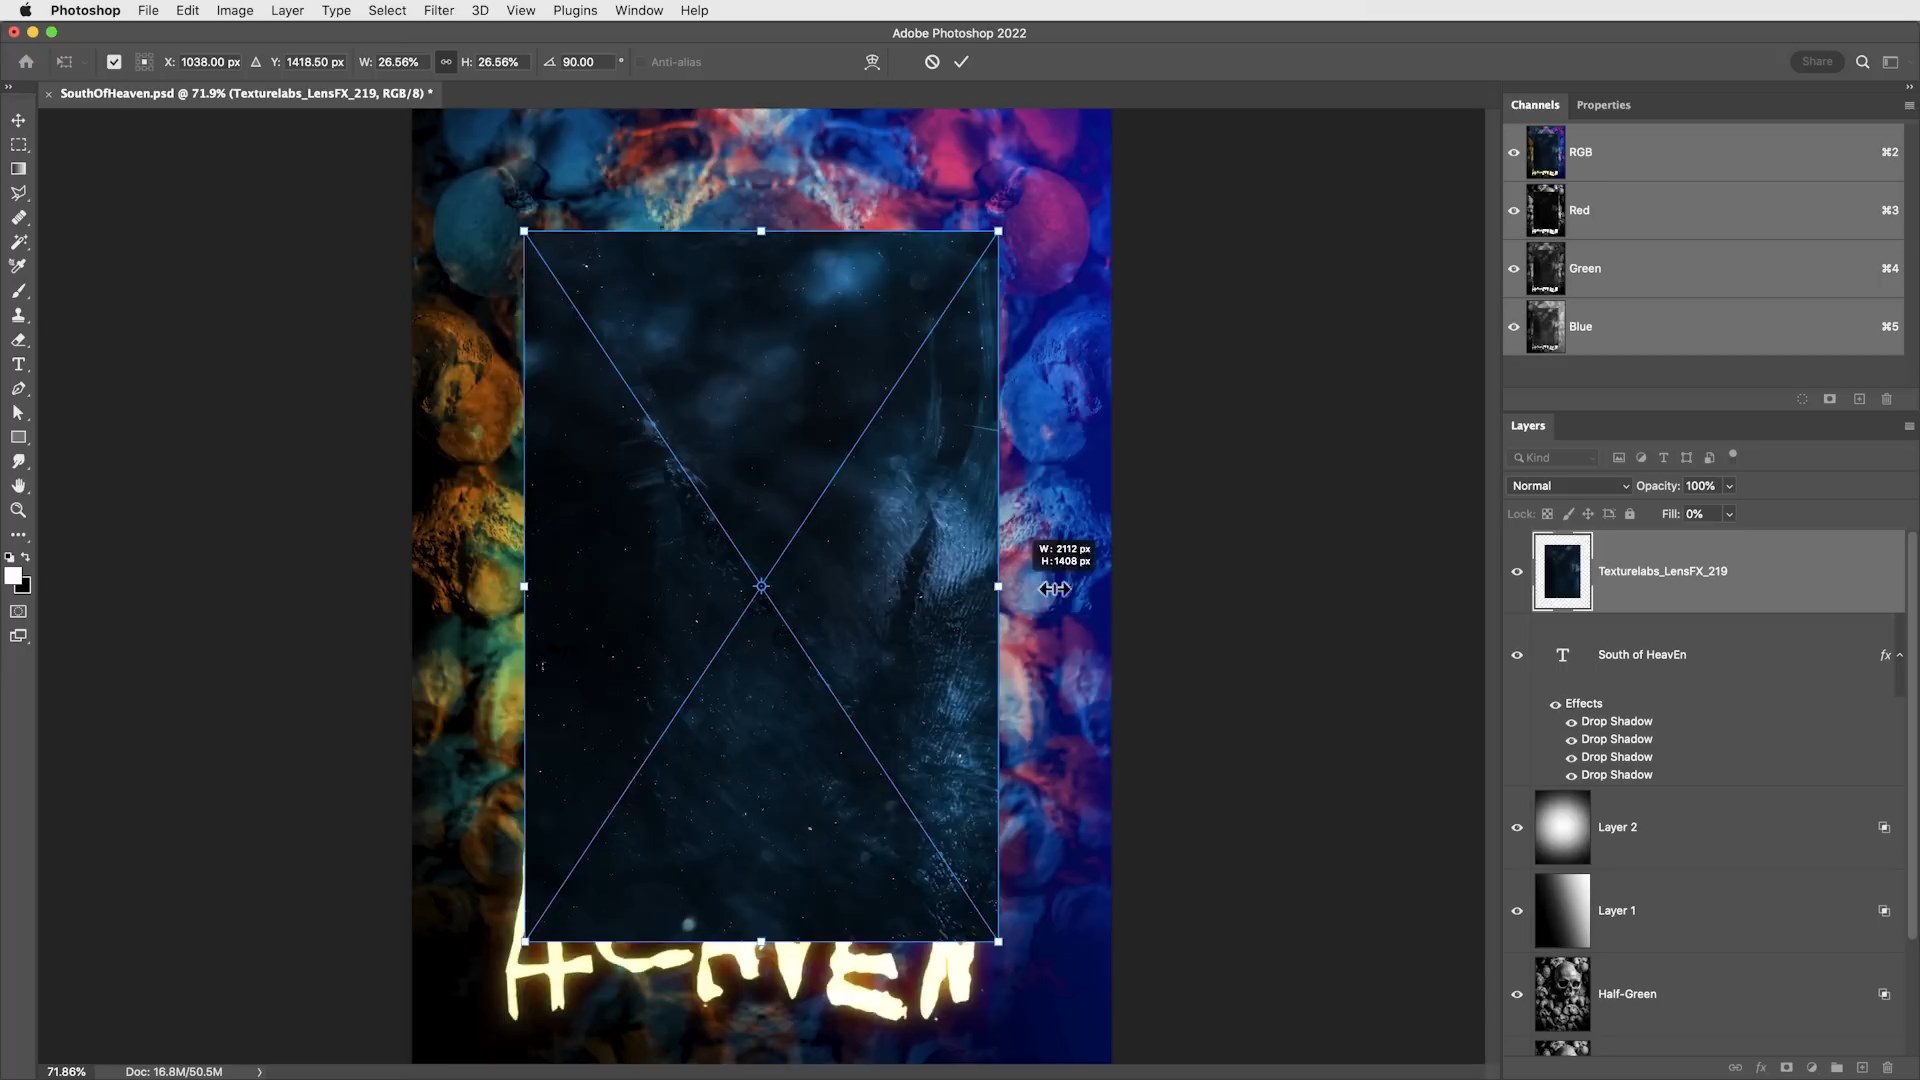 Photoshop File Edit Image Layer Type Select Filter 3D View Plugins Window Help
Adobe Photoshop 2022
X: 1038.00 px Y: 1418.50 px W: 26.56% H: 26.56% 90.00 ° Anti-alias Share
SouthOfHeaven.psd @ 71.9% (Texturelabs_LensFX_219, RGB/8) *
Channels Properties
RGB ⌘2
Red ⌘3
Green ⌘4
Blue ⌘5
Layers
Kind
Normal Opacity: 100%
Lock: Fill: 0%
W: 2112 px
H: 1408 px
Texturelabs_LensFX_219
T South of HeavEn fx
Effects
Drop Shadow
Drop Shadow
Drop Shadow
Drop Shadow
Layer 2
Layer 1
Half-Green
HEAVEN
71.86% Doc: 16.8M/50.5M